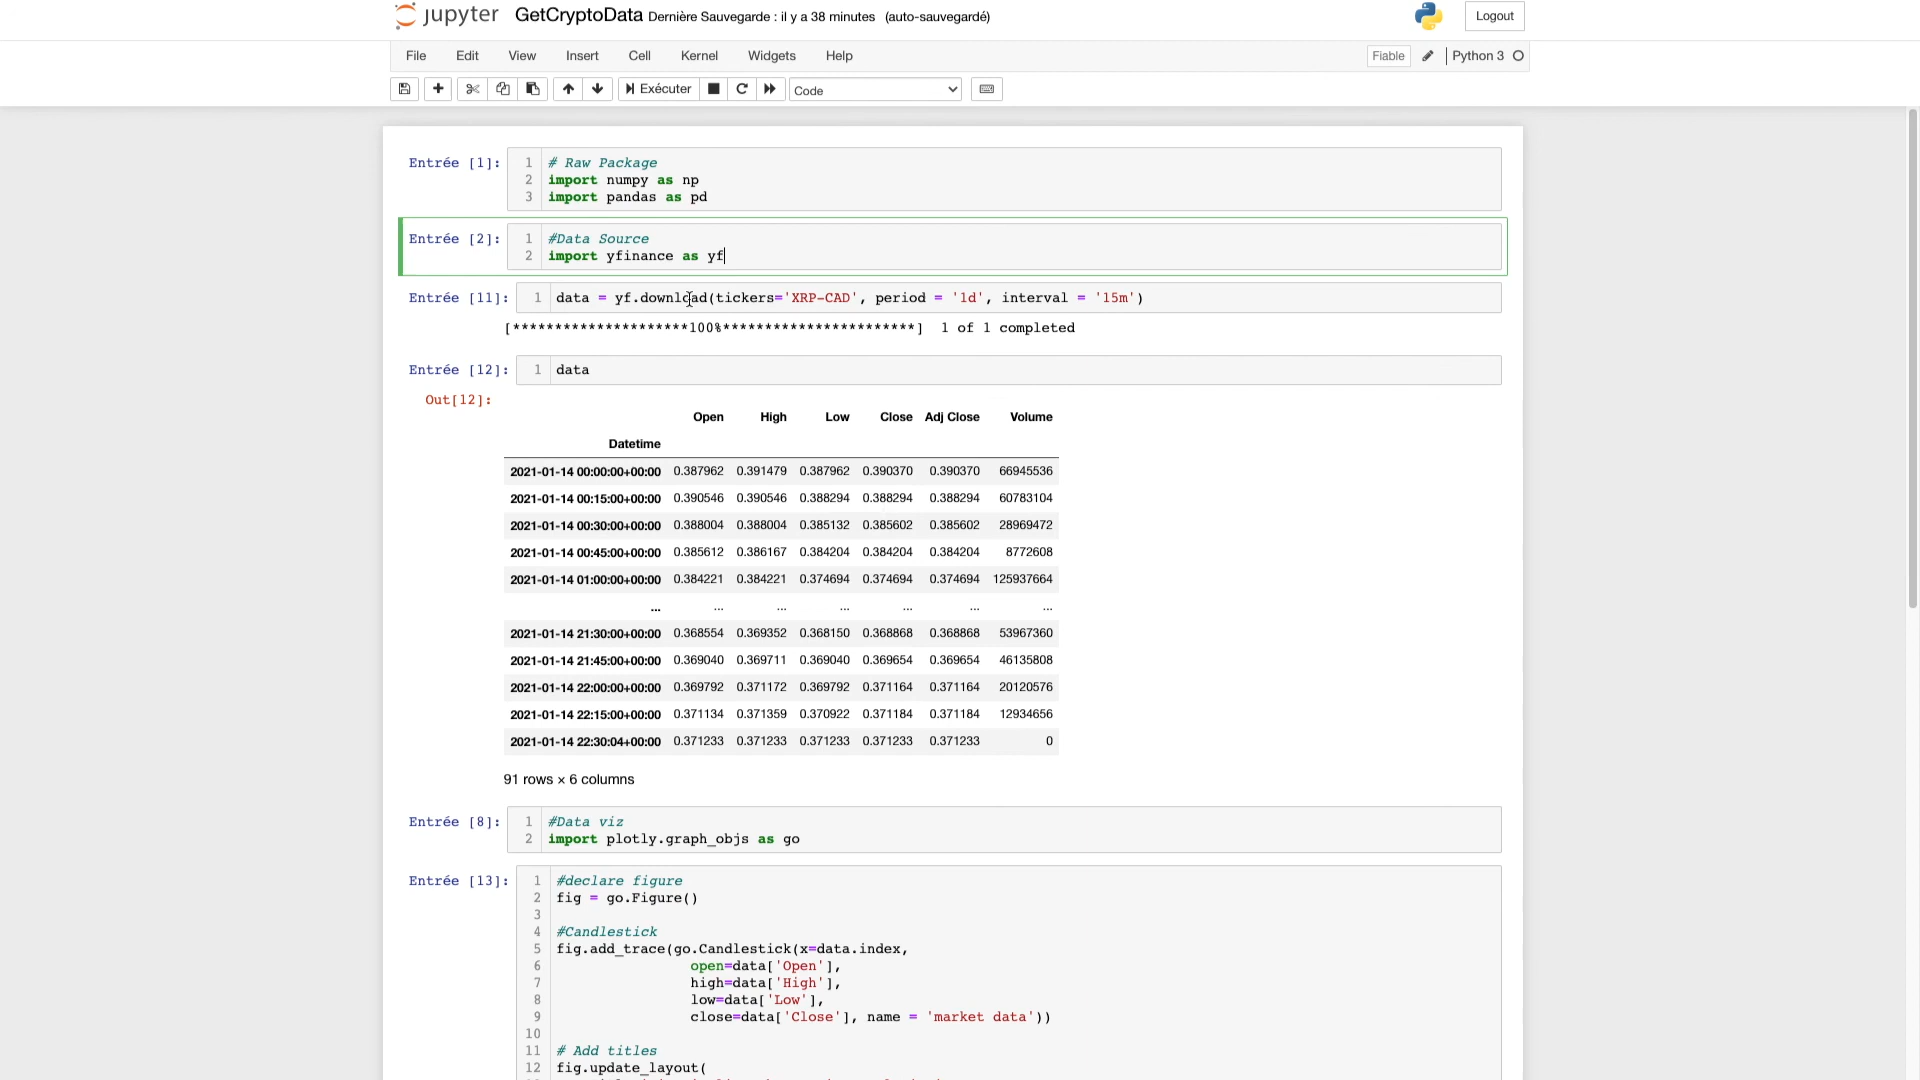 jupyter GetCryptoData Dernière Sauvegarde : il y a 38 minutes (auto-sauvegardé) Logout
File Edit View Insert Cell Kernel Widgets Help Fiable Python 3
Exécuter Code
Entrée [1]: 1 # Raw Package
2 import numpy as np
3 import pandas as pd
Entrée [2]: 1 #Data Source
2 import yfinance as yf
Entrée [11]: 1 data = yf.download(tickers='XRP-CAD', period = '1d', interval = '15m')
[*********************100%***********************] 1 of 1 completed
Entrée [12]: 1 data
Out[12]:
Open High Low Close Adj Close Volume
Datetime
2021-01-14 00:00:00+00:00 0.387962 0.391479 0.387962 0.390370 0.390370 66945536
2021-01-14 00:15:00+00:00 0.390546 0.390546 0.388294 0.388294 0.388294 60783104
2021-01-14 00:30:00+00:00 0.388004 0.388004 0.385132 0.385602 0.385602 28969472
2021-01-14 00:45:00+00:00 0.385612 0.386167 0.384204 0.384204 0.384204 8772608
2021-01-14 01:00:00+00:00 0.384221 0.384221 0.374694 0.374694 0.374694 125937664
... ... ... ... ... ... ...
2021-01-14 21:30:00+00:00 0.368554 0.369352 0.368150 0.368868 0.368868 53967360
2021-01-14 21:45:00+00:00 0.369040 0.369711 0.369040 0.369654 0.369654 46135808
2021-01-14 22:00:00+00:00 0.369792 0.371172 0.369792 0.371164 0.371164 20120576
2021-01-14 22:15:00+00:00 0.371134 0.371359 0.370922 0.371184 0.371184 12934656
2021-01-14 22:30:04+00:00 0.371233 0.371233 0.371233 0.371233 0.371233 0
91 rows × 6 columns
Entrée [8]: 1 #Data viz
2 import plotly.graph_objs as go
Entrée [13]: 1 #declare figure
2 fig = go.Figure()
3
4 #Candlestick
5 fig.add_trace(go.Candlestick(x=data.index,
6 open=data['Open'],
7 high=data['High'],
8 low=data['Low'],
9 close=data['Close'], name = 'market data'))
10
11 # Add titles
12 fig.update_layout(